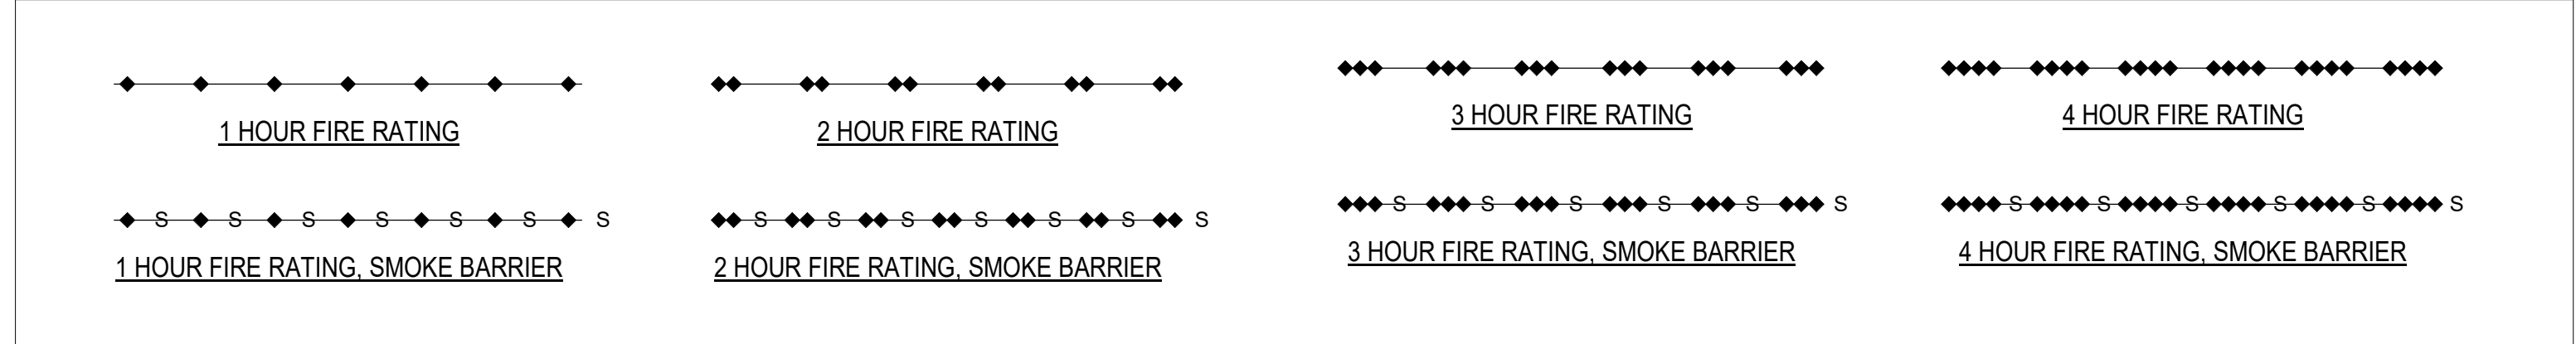 1 HOUR FIRE RATING
2 HOUR FIRE RATING
3 HOUR FIRE RATING
4 HOUR FIRE RATING
S S S S S S S
1 HOUR FIRE RATING, SMOKE BARRIER
S S S S S S S
2 HOUR FIRE RATING, SMOKE BARRIER
S S S S S S
3 HOUR FIRE RATING, SMOKE BARRIER
S S S S S S
4 HOUR FIRE RATING, SMOKE BARRIER